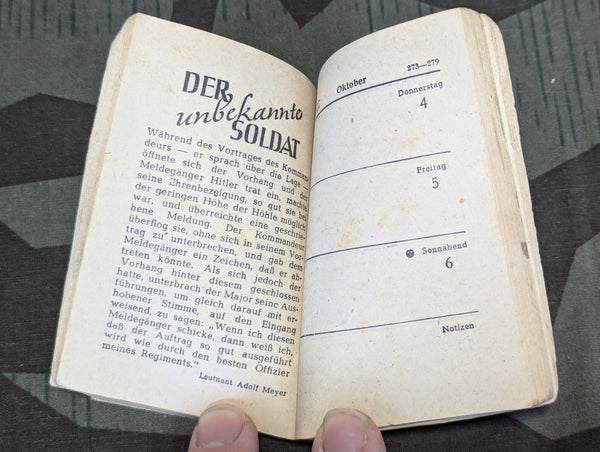 DER
unbekannte
SOLDAT
Während des Vortrages des Komman-
deurs — er sprach über die Lage —
öffnete sich der Vorhang und der
Meldegänger Hitler trat ein, machte
seine Ehrenbezeigung, so gut sie bei
der geringen Höhe der Höhle möglich
war, und überreichte eine geschrie-
bene Meldung. Der Kommandeur
überflog sie, ohne sich in seinem Vor-
trag zu unterbrechen, und gab dem
Meldegänger ein Zeichen, daß er ab-
treten könnte. Als sich jedoch der
Vorhang hinter diesem geschlossen
hatte, unterbrach der Major seine Aus-
führungen, um gleich darauf mit er-
hobener Stimme, auf den Eingang
weisend, zu sagen: „Wenn ich diesen
Meldegänger schicke, dann weiß ich,
daß der Auftrag so gut ausgeführt
wird wie durch den besten Offizier
meines Regiments.“
Leutnant Adolf Meyer
Oktober 273—279
Donnerstag
4
Freitag
5
Sonnabend
6
Notizen